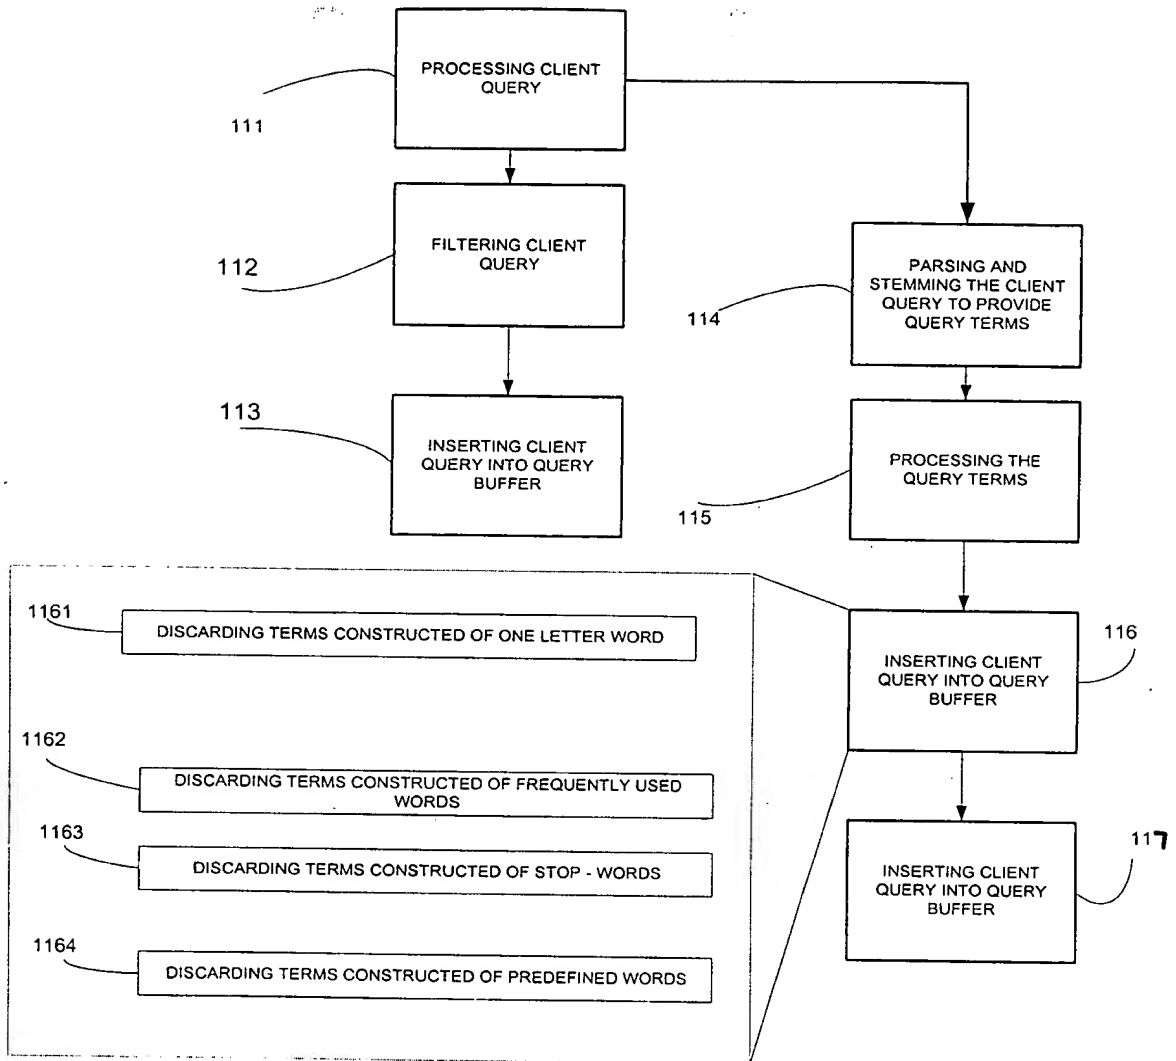 PROCESSING CLIENT
QUERY
111
FILTERING CLIENT
QUERY
112
PARSING AND
STEMMING THE CLIENT
QUERY TO PROVIDE
QUERY TERMS
114
113
INSERTING CLIENT
QUERY INTO QUERY
BUFFER
PROCESSING THE
QUERY TERMS
115
1161
DISCARDING TERMS CONSTRUCTED OF ONE LETTER WORD
116
INSERTING CLIENT
QUERY INTO QUERY
BUFFER
1162
DISCARDING TERMS CONSTRUCTED OF FREQUENTLY USED
WORDS
1163
DISCARDING TERMS CONSTRUCTED OF STOP - WORDS
117
INSERTING CLIENT
QUERY INTO QUERY
BUFFER
1164
DISCARDING TERMS CONSTRUCTED OF PREDEFINED WORDS